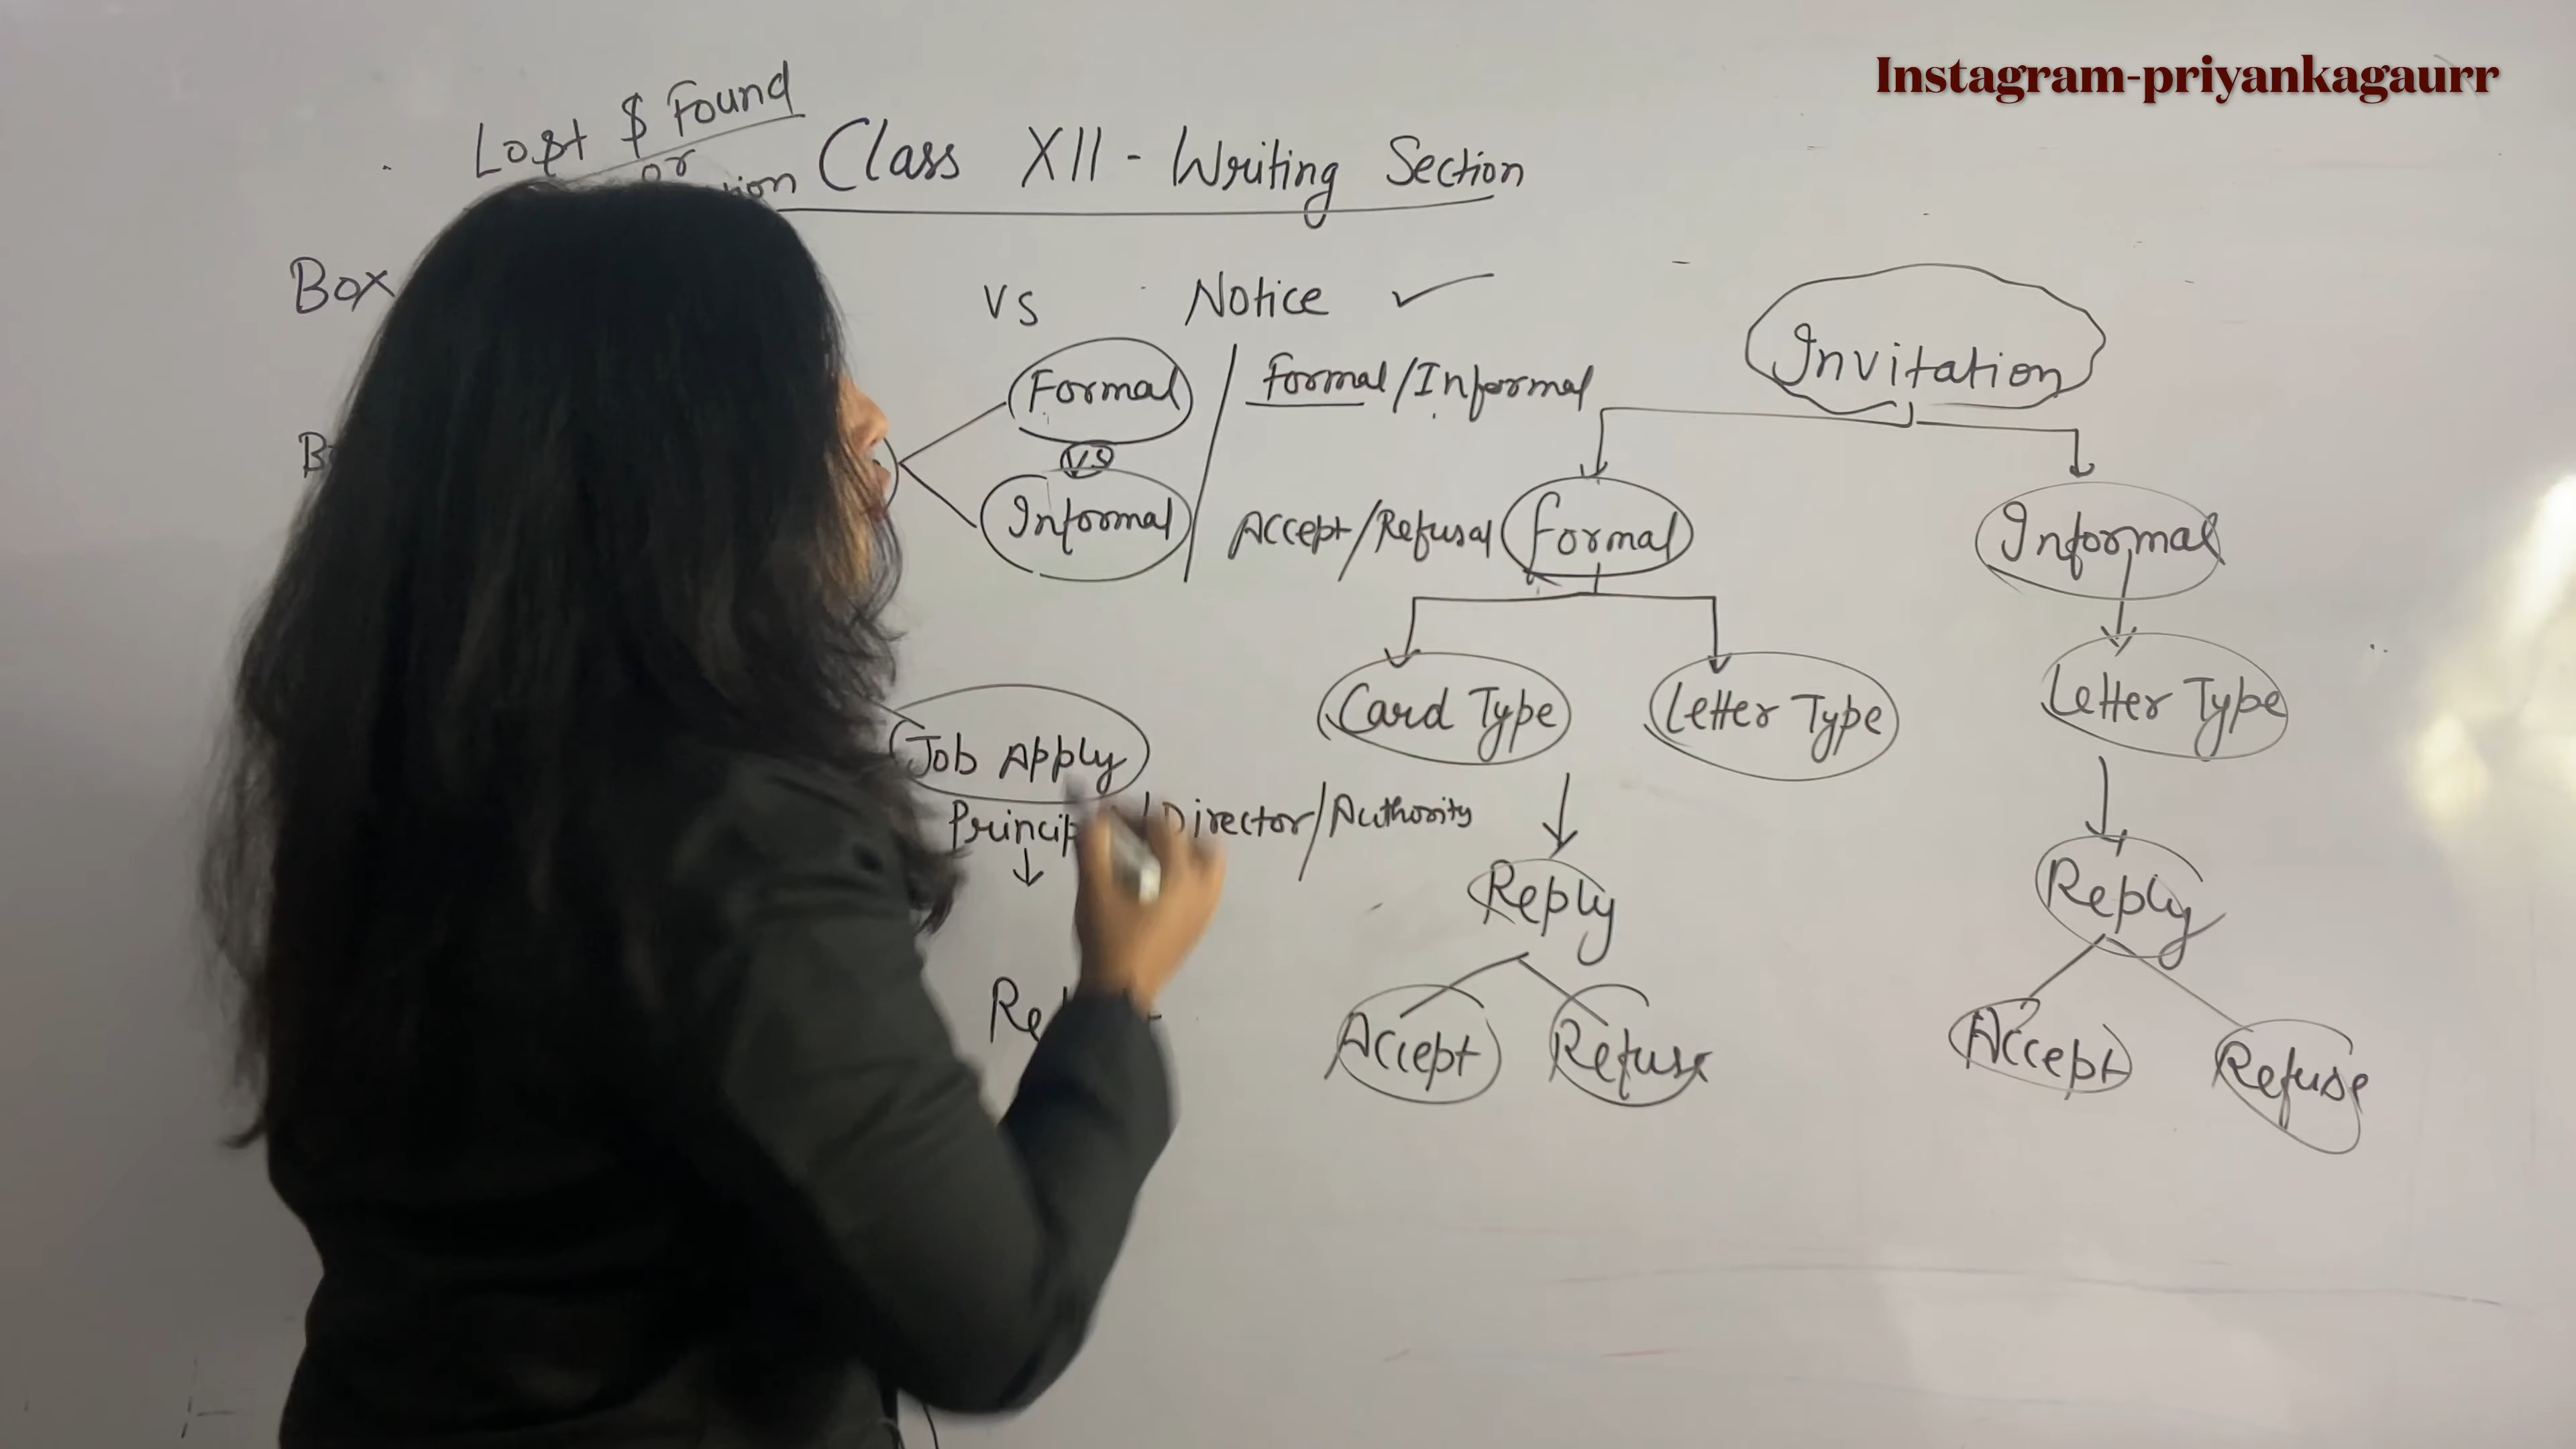 Instagram-priyankagaurr
Lost $ Found
or
Class XII - Writing Section
Box
VS
Notice ✓
Invitation
Formal
Formal/Informal
VS
Informal
Accept/Refusal
Formal
Informal
Card Type
Letter Type
Letter Type
Job Apply
Director/Authority
Reply
Reply
Accept
Refuse
Accept
Refuse